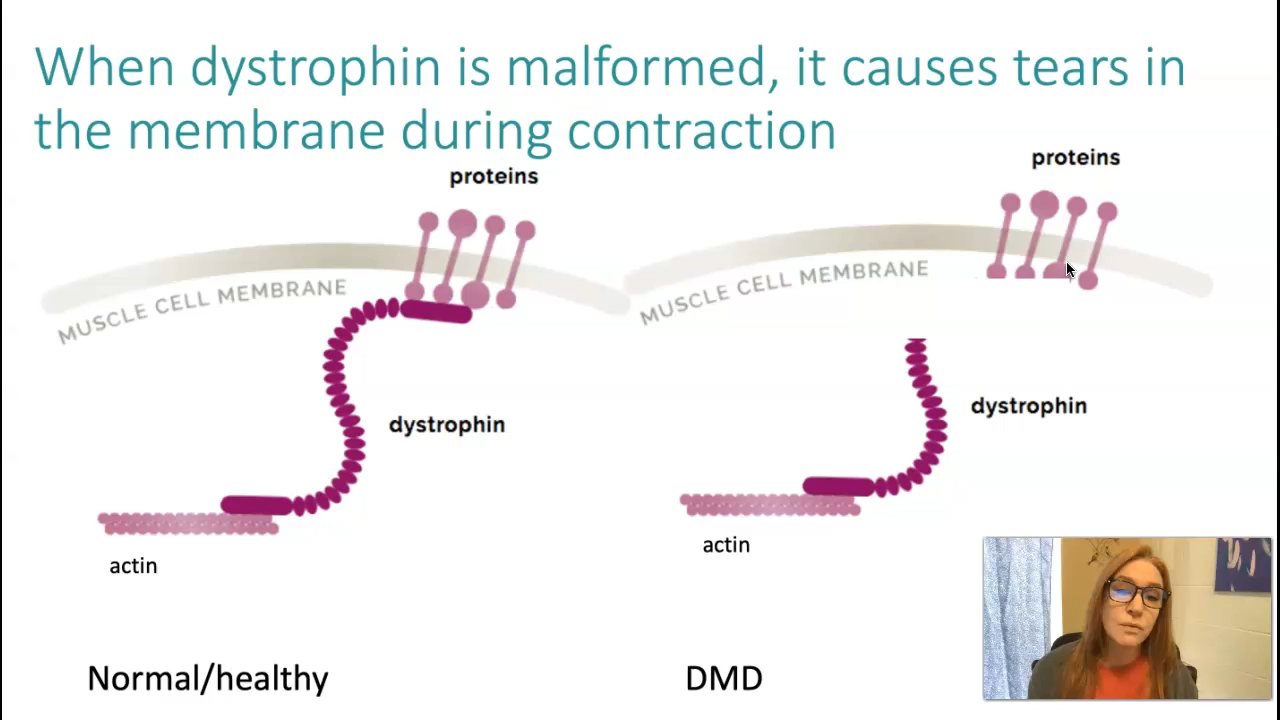 When dystrophin is malformed, it causes tears in
the membrane during contraction
proteins
MUSCLE CELL MEMBRANE
dystrophin
actin
Normal/healthy
proteins
MUSCLE CELL MEMBRANE
dystrophin
actin
DMD